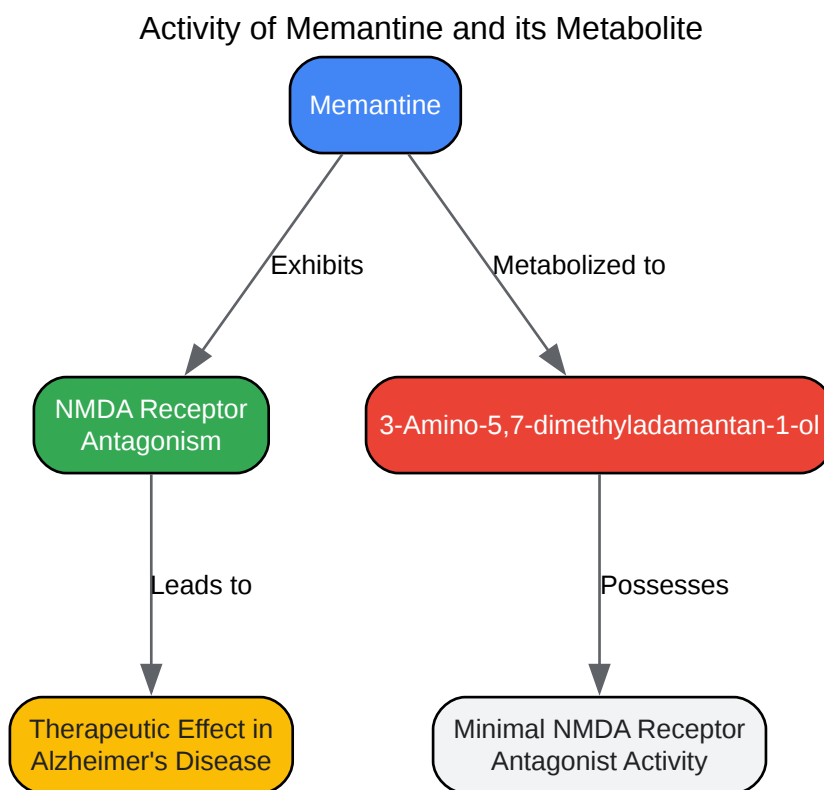 Activity of Memantine and its Metabolite
Memantine
Exhibits
Metabolized to
NMDA Receptor
Antagonism
3-Amino-5,7-dimethyladamantan-1-ol
Leads to
Possesses
Therapeutic Effect in
Alzheimer's Disease
Minimal NMDA Receptor
Antagonist Activity